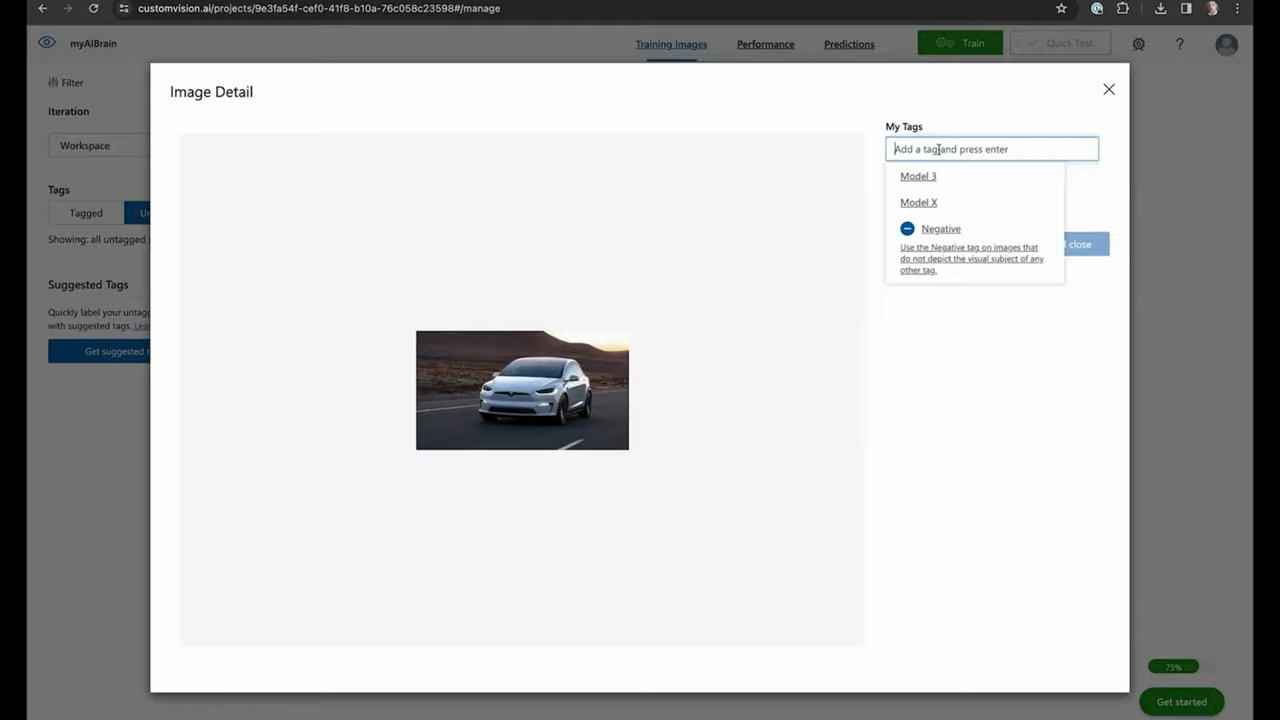 customvision.ai/projects/9e3fa54f-cef0-41f8-b10a-76c058c23598#/manage
myAIBrain
Training Images
Performance
Predictions
Train
Quick Test
?
Filter
Iteration
Workspace
Tags
Tagged
Showing: all untagged
Suggested Tags
Quickly label your
with suggested tags.
Get suggested
Image Detail
My Tags
Add a tag and press enter
Model 3
Model X
Negative
Use the Negative tag on images that
do not depict the visual subject of any
other tag.
close
75%
Get started